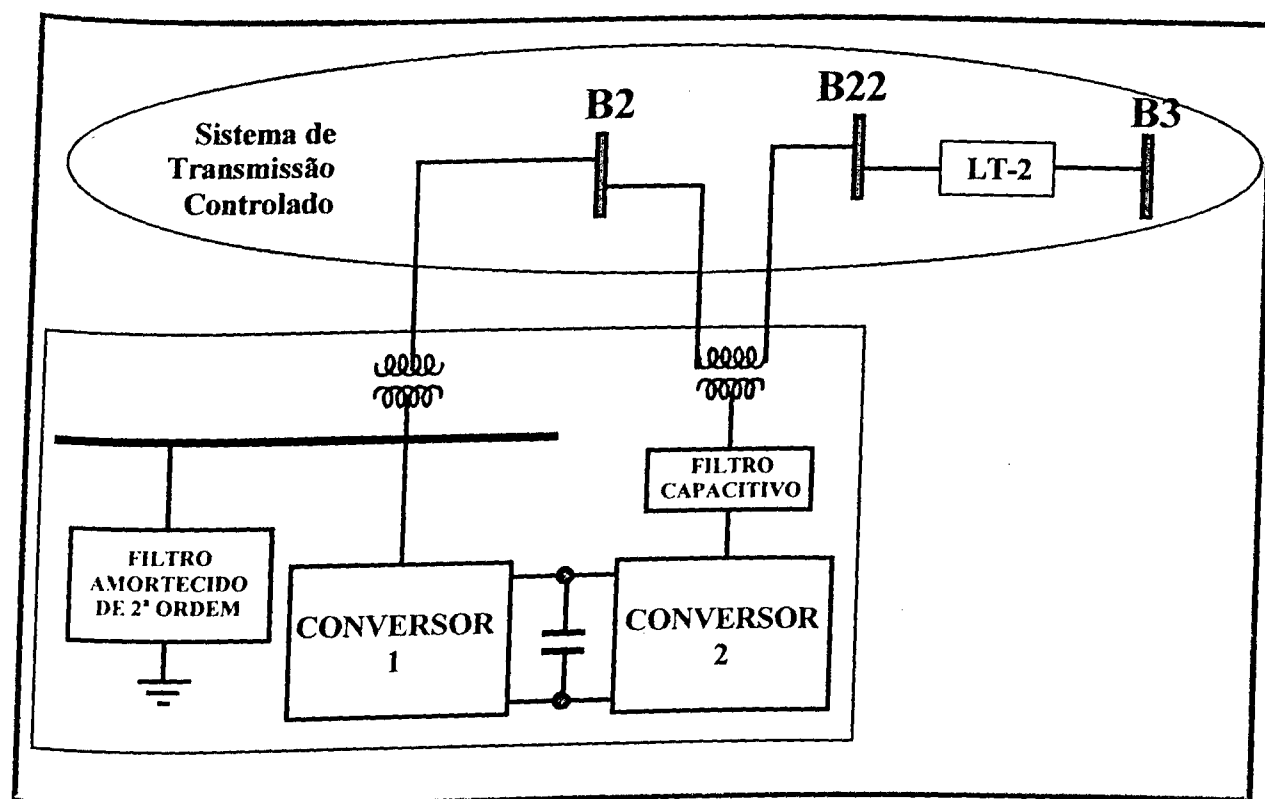 B2
B22
B3
Sistema de
Transmissão
Controlado
LT-2
FILTRO
CAPACITIVO
FILTRO
AMORTECIDO
DE 2ª ORDEM
CONVERSOR
1
CONVERSOR
2